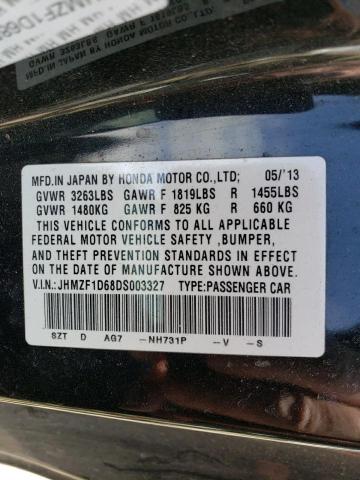 MFD.IN JAPAN BY HONDA MOTOR CO.,LTD; 05/'13
GVWR 3263LBS GAWR F 1819LBS R 1455LBS
GVWR 1480KG GAWR F 825 KG R 660 KG
THIS VEHICLE CONFORMS TO ALL APPLICABLE
FEDERAL MOTOR VEHICLE SAFETY ,BUMPER,
AND THEFT PREVENTION STANDARDS IN EFFECT ON
THE DATE OF MANUFACTURE SHOWN ABOVE.
V.I.N.:JHMZF1D68DS003327 TYPE:PASSENGER CAR
SZT D AG7 -NH731P -V -S